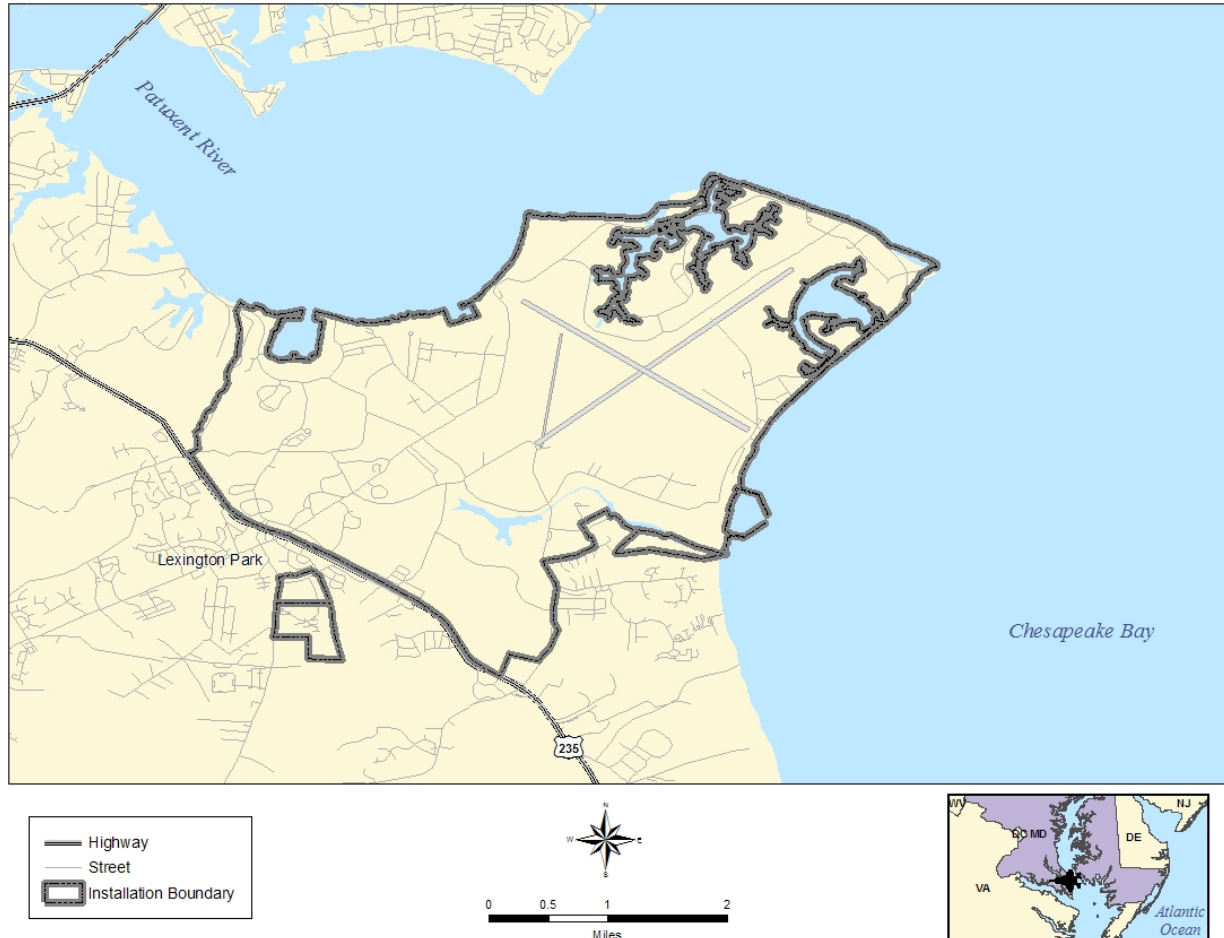 Patuxent River
Lexington Park
Chesapeake Bay
235
Highway
Street
Installation Boundary
N
W
E
S
0 0.5 1 2
Miles
WV
NJ
DC MD
DE
VA
Atlantic
Ocean